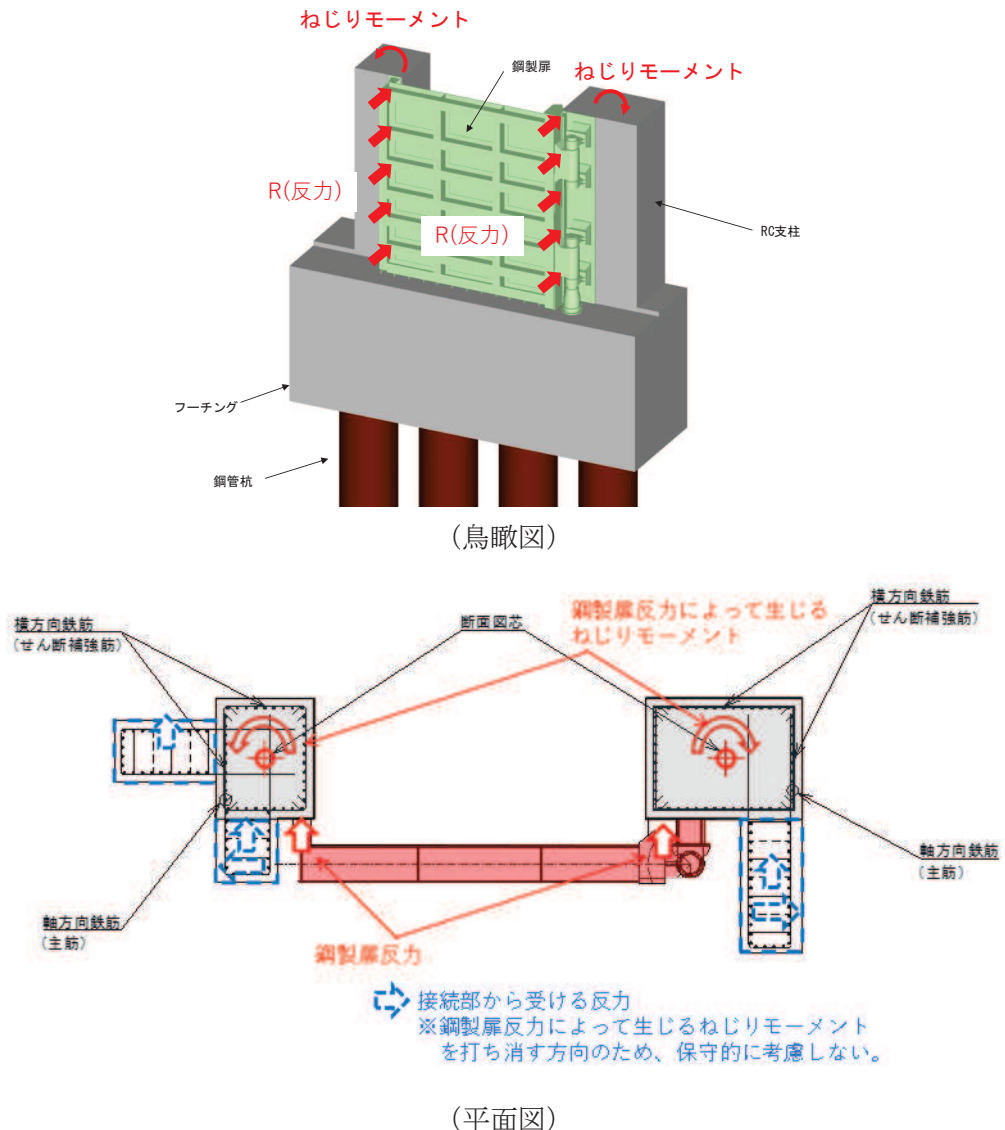 ねじりモーメント
鋼製扉
ねじりモーメント
R(反力)
R(反力)
RC支柱
フーチング
鋼管杭
(鳥瞰図)
横方向鉄筋
(せん断補強筋)
断面図芯
鋼製扉反力によって生じる
ねじりモーメント
横方向鉄筋
(せん断補強筋)
軸方向鉄筋
(主筋)
軸方向鉄筋
(主筋)
鋼製扉反力
接続部から受ける反力
※鋼製扉反力によって生じるねじりモーメント
を打ち消す方向のため、保守的に考慮しない。
(平面図)